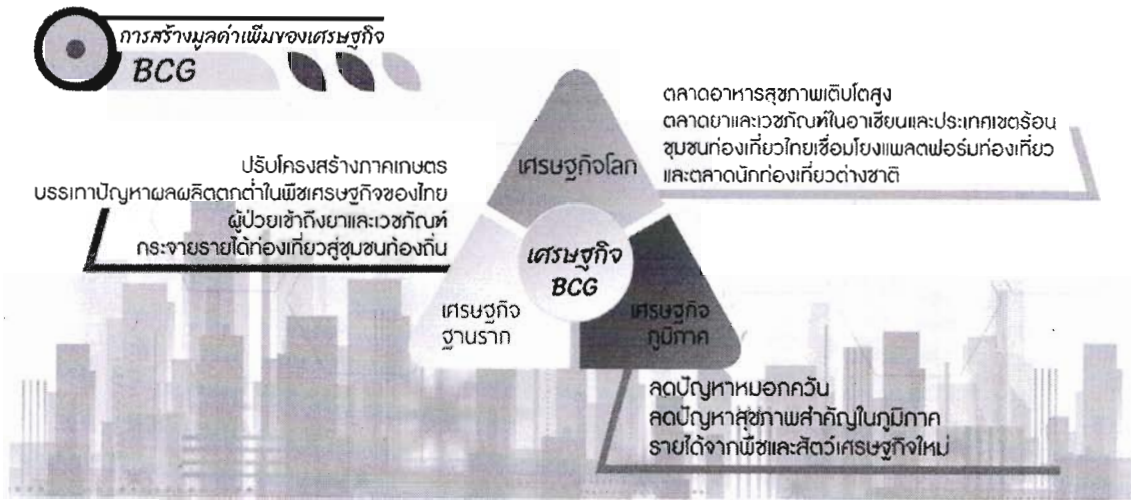 การสร้างมูลค่าเพิ่มของเศรษฐกิจ
BCG
ตลาดอาหารสุขภาพเติบโตสูง
ตลาดยาและเวชภัณฑ์ในอาเซียนและประเทศเขตร้อน
ชุมชนท่องเที่ยวไทยเชื่อมโยงแพลตฟอร์มท่องเที่ยว
และตลาดนักท่องเที่ยวต่างชาติ
เศรษฐกิจโลก
ปรับโครงสร้างภาคเกษตร
บรรเทาปัญหาผลผลิตตกต่ำในพืชเศรษฐกิจของไทย
ผู้ป่วยเข้าถึงยาและเวชภัณฑ์
กระจายรายได้ท่องเที่ยวสู่ชุมชนท้องถิ่น
เศรษฐกิจ
BCG
เศรษฐกิจ
ฐานราก
เศรษฐกิจ
ภูมิภาค
ลดปัญหาหมอกควัน
ลดปัญหาสุขภาพสำคัญในภูมิภาค
รายได้จากพืชและสัตว์เศรษฐกิจใหม่